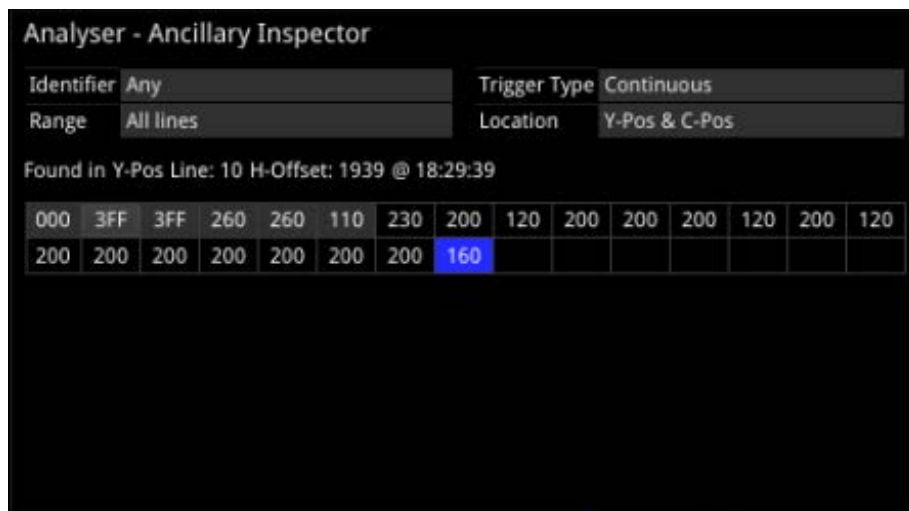 Analyser - Ancillary Inspector
Identifier Any Trigger Type Continuous
Range All lines Location Y-Pos & C-Pos
Found in Y-Pos Line: 10 H-Offset: 1939 @ 18:29:39
000 3FF 3FF 260 260 110 230 200 120 200 200 200 120 200 120
200 200 200 200 200 200 200 160